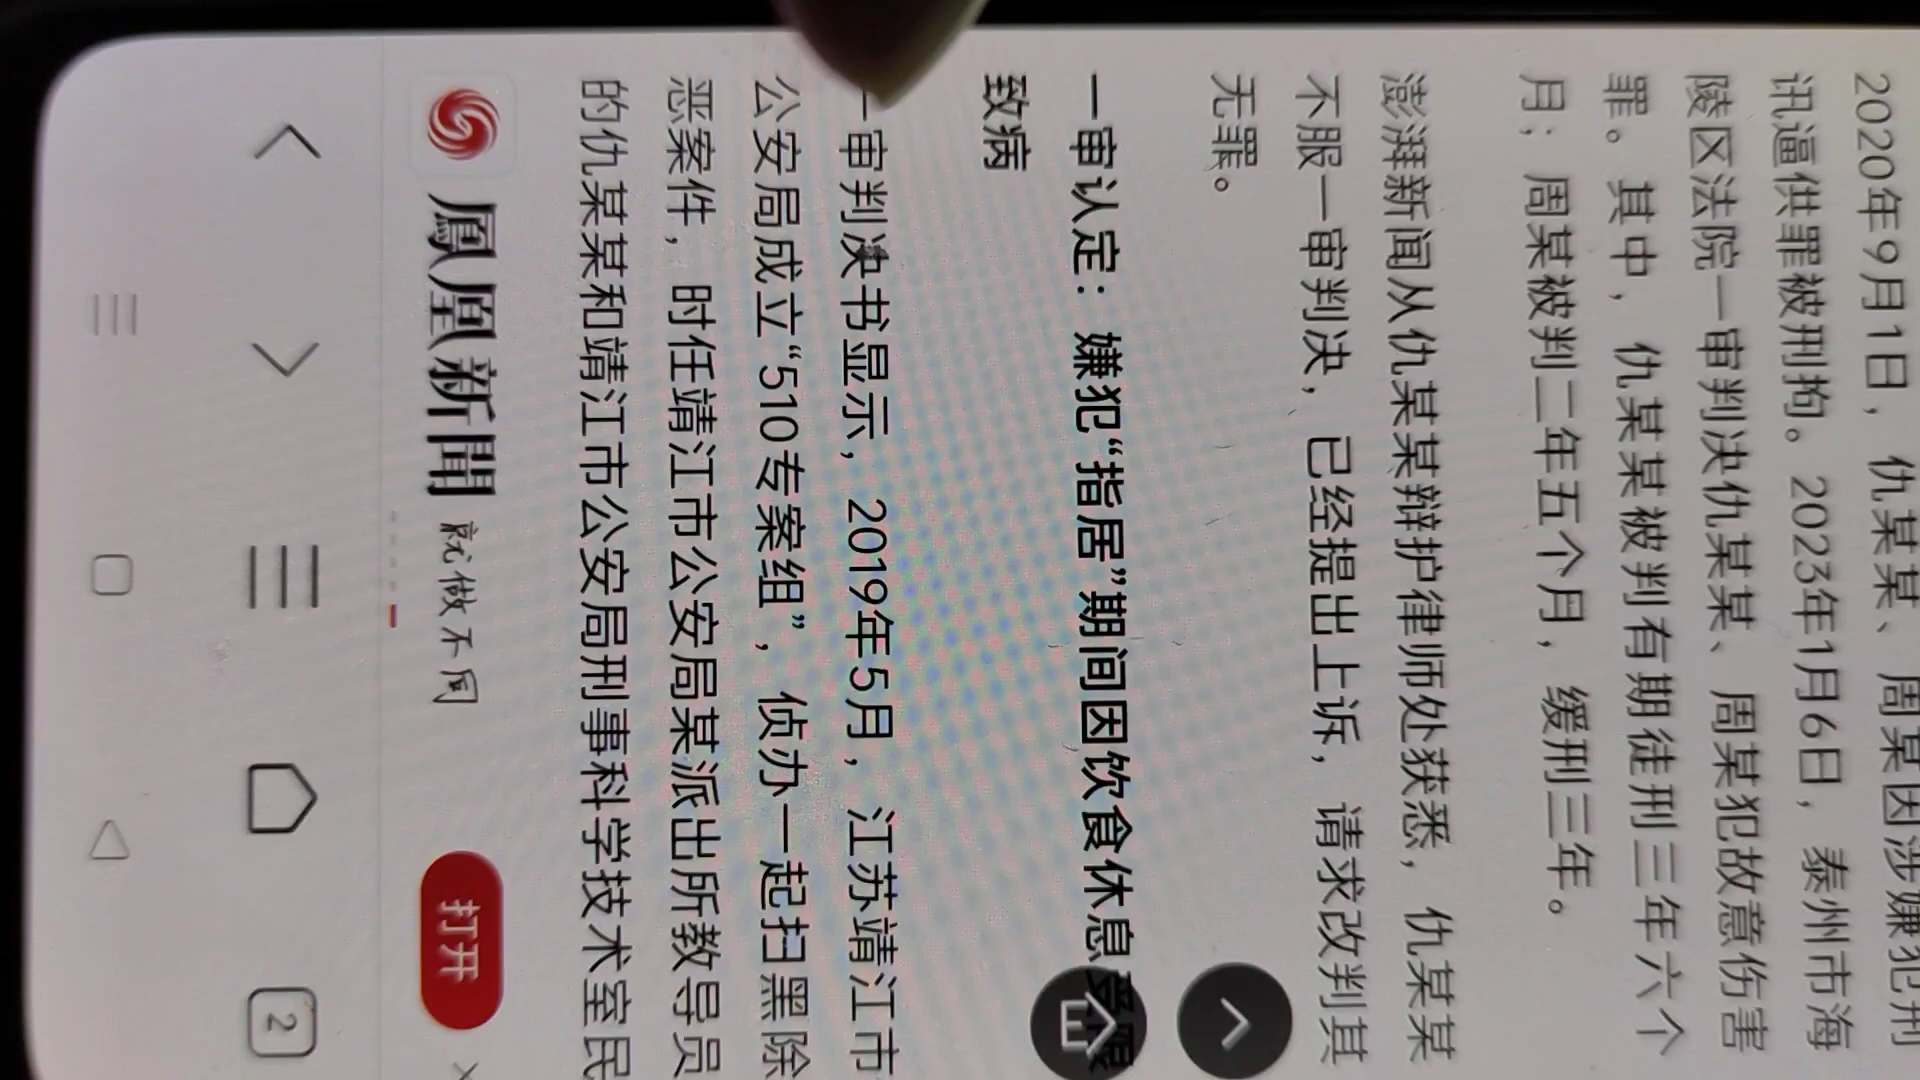 2020年9月1日，仇某某、周某因涉嫌犯刑
讯逼供罪被刑拘。2023年1月6日，泰州市海
陵区法院一审判决仇某某、周某犯故意伤害
罪。其中，仇某某被判有期徒刑三年六个
月；周某被判二年五个月，缓刑三年。
澎湃新闻从仇某某辩护律师处获悉，仇某某
不服一审判决，已经提出上诉，请求改判其
无罪。
一审认定：嫌犯“指居”期间因饮食休息受限
致病
一审判决书显示，2019年5月，江苏靖江市
公安局成立“510专案组”，侦办一起扫黑除
恶案件，时任靖江市公安局某派出所教导员
的仇某某和靖江市公安局刑事科学技术室民
鳳凰新聞 就做不同 打开
2